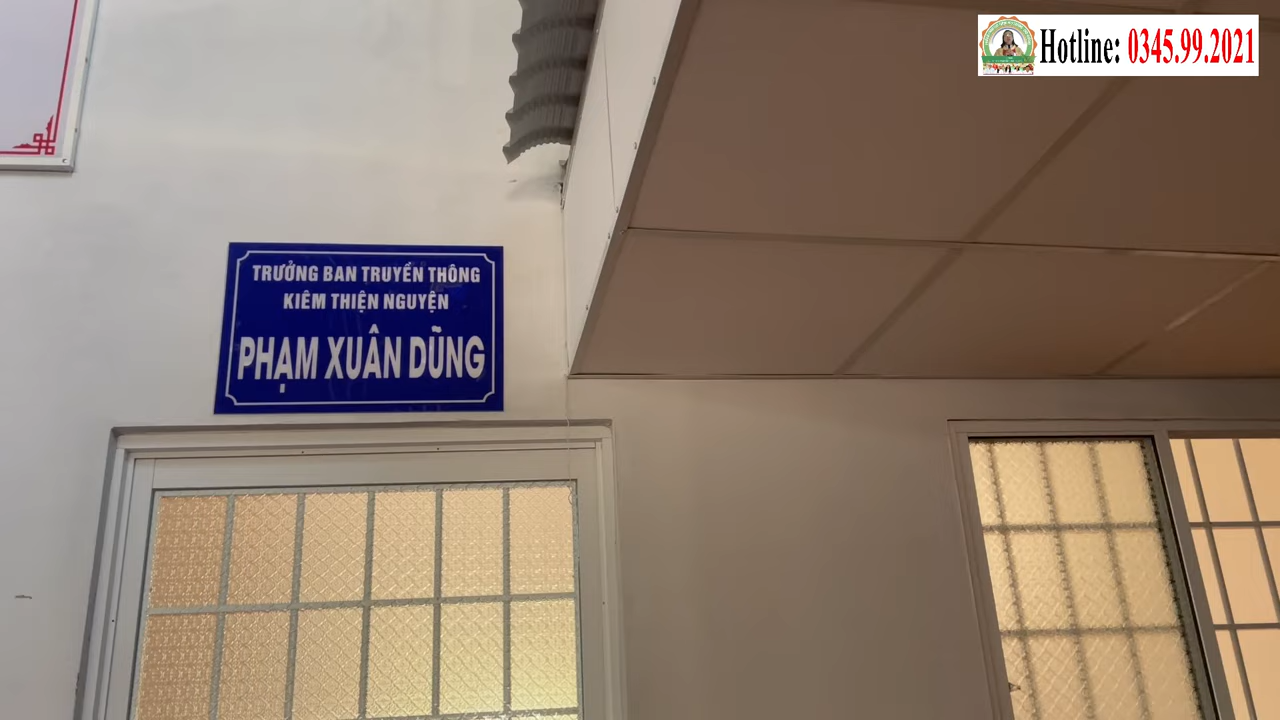 Hotline: 0345.99.2021
TRƯỞNG BAN TRUYỀN THÔNG
KIÊM THIỆN NGUYỆN
PHẠM XUÂN DŨNG